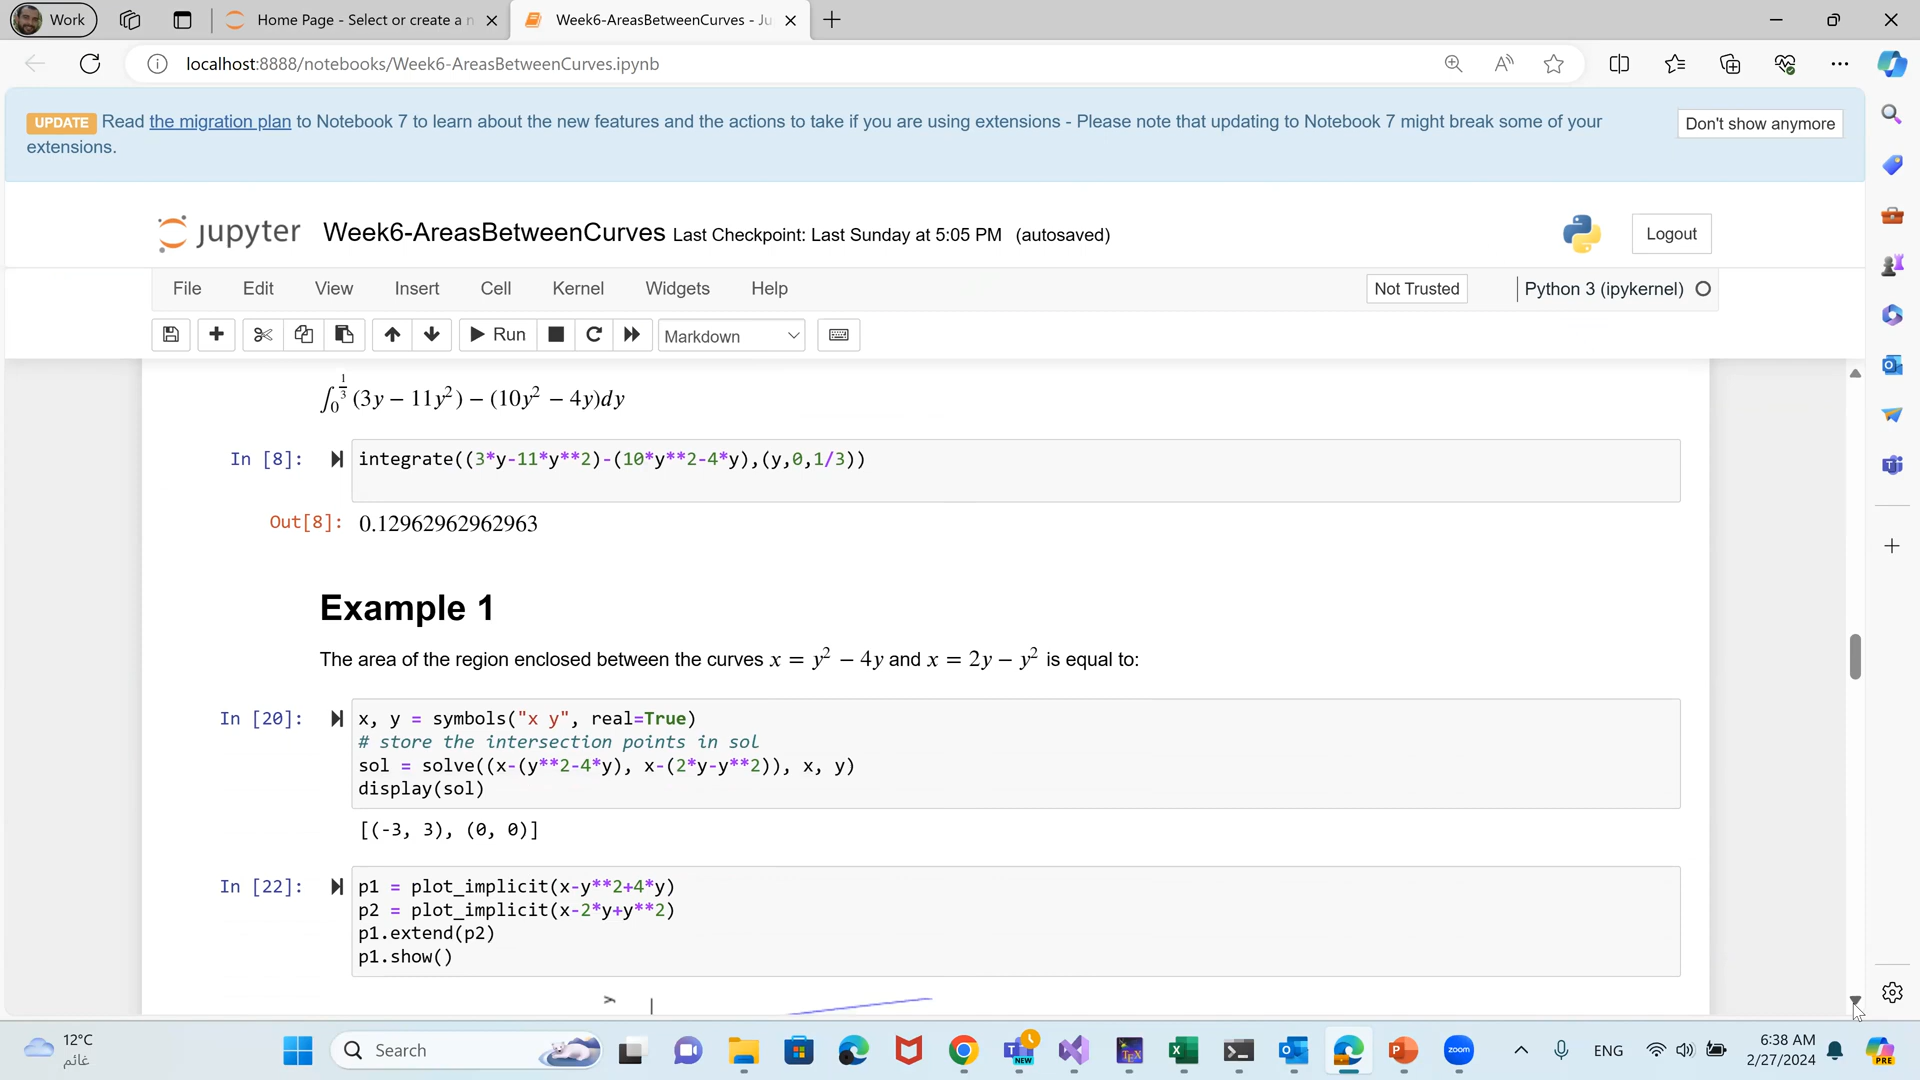 Work
Home Page - Select or create a n
Week6-AreasBetweenCurves - Ju
localhost:8888/notebooks/Week6-AreasBetweenCurves.ipynb
UPDATE Read the migration plan to Notebook 7 to learn about the new features and the actions to take if you are using extensions - Please note that updating to Notebook 7 might break some of your
extensions.
Don't show anymore
jupyter Week6-AreasBetweenCurves Last Checkpoint: Last Sunday at 5:05 PM (autosaved)
Logout
File Edit View Insert Cell Kernel Widgets Help
Not Trusted
Python 3 (ipykernel)
Run
Markdown
∫₀^{1/3} (3y − 11y²) − (10y² − 4y)dy
In [8]: integrate((3*y-11*y**2)-(10*y**2-4*y),(y,0,1/3))
Out[8]: 0.12962962962963
Example 1
The area of the region enclosed between the curves x = y² − 4y and x = 2y − y² is equal to:
In [20]: x, y = symbols("x y", real=True)
# store the intersection points in sol
sol = solve((x-(y**2-4*y), x-(2*y-y**2)), x, y)
display(sol)
[(-3, 3), (0, 0)]
In [22]: p1 = plot_implicit(x-y**2+4*y)
p2 = plot_implicit(x-2*y+y**2)
p1.extend(p2)
p1.show()
12°C
غائم
Search
NEW
TEX
zoom
ENG
6:38 AM
2/27/2024
PRE